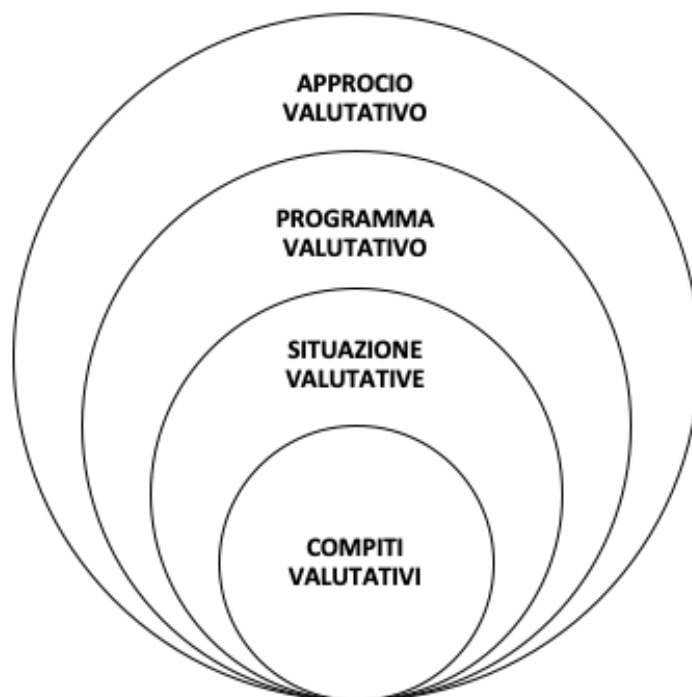 APPROCIO
VALUTATIVO
PROGRAMMA
VALUTATIVO
SITUAZIONE
VALUTATIVE
COMPITI
VALUTATIVI